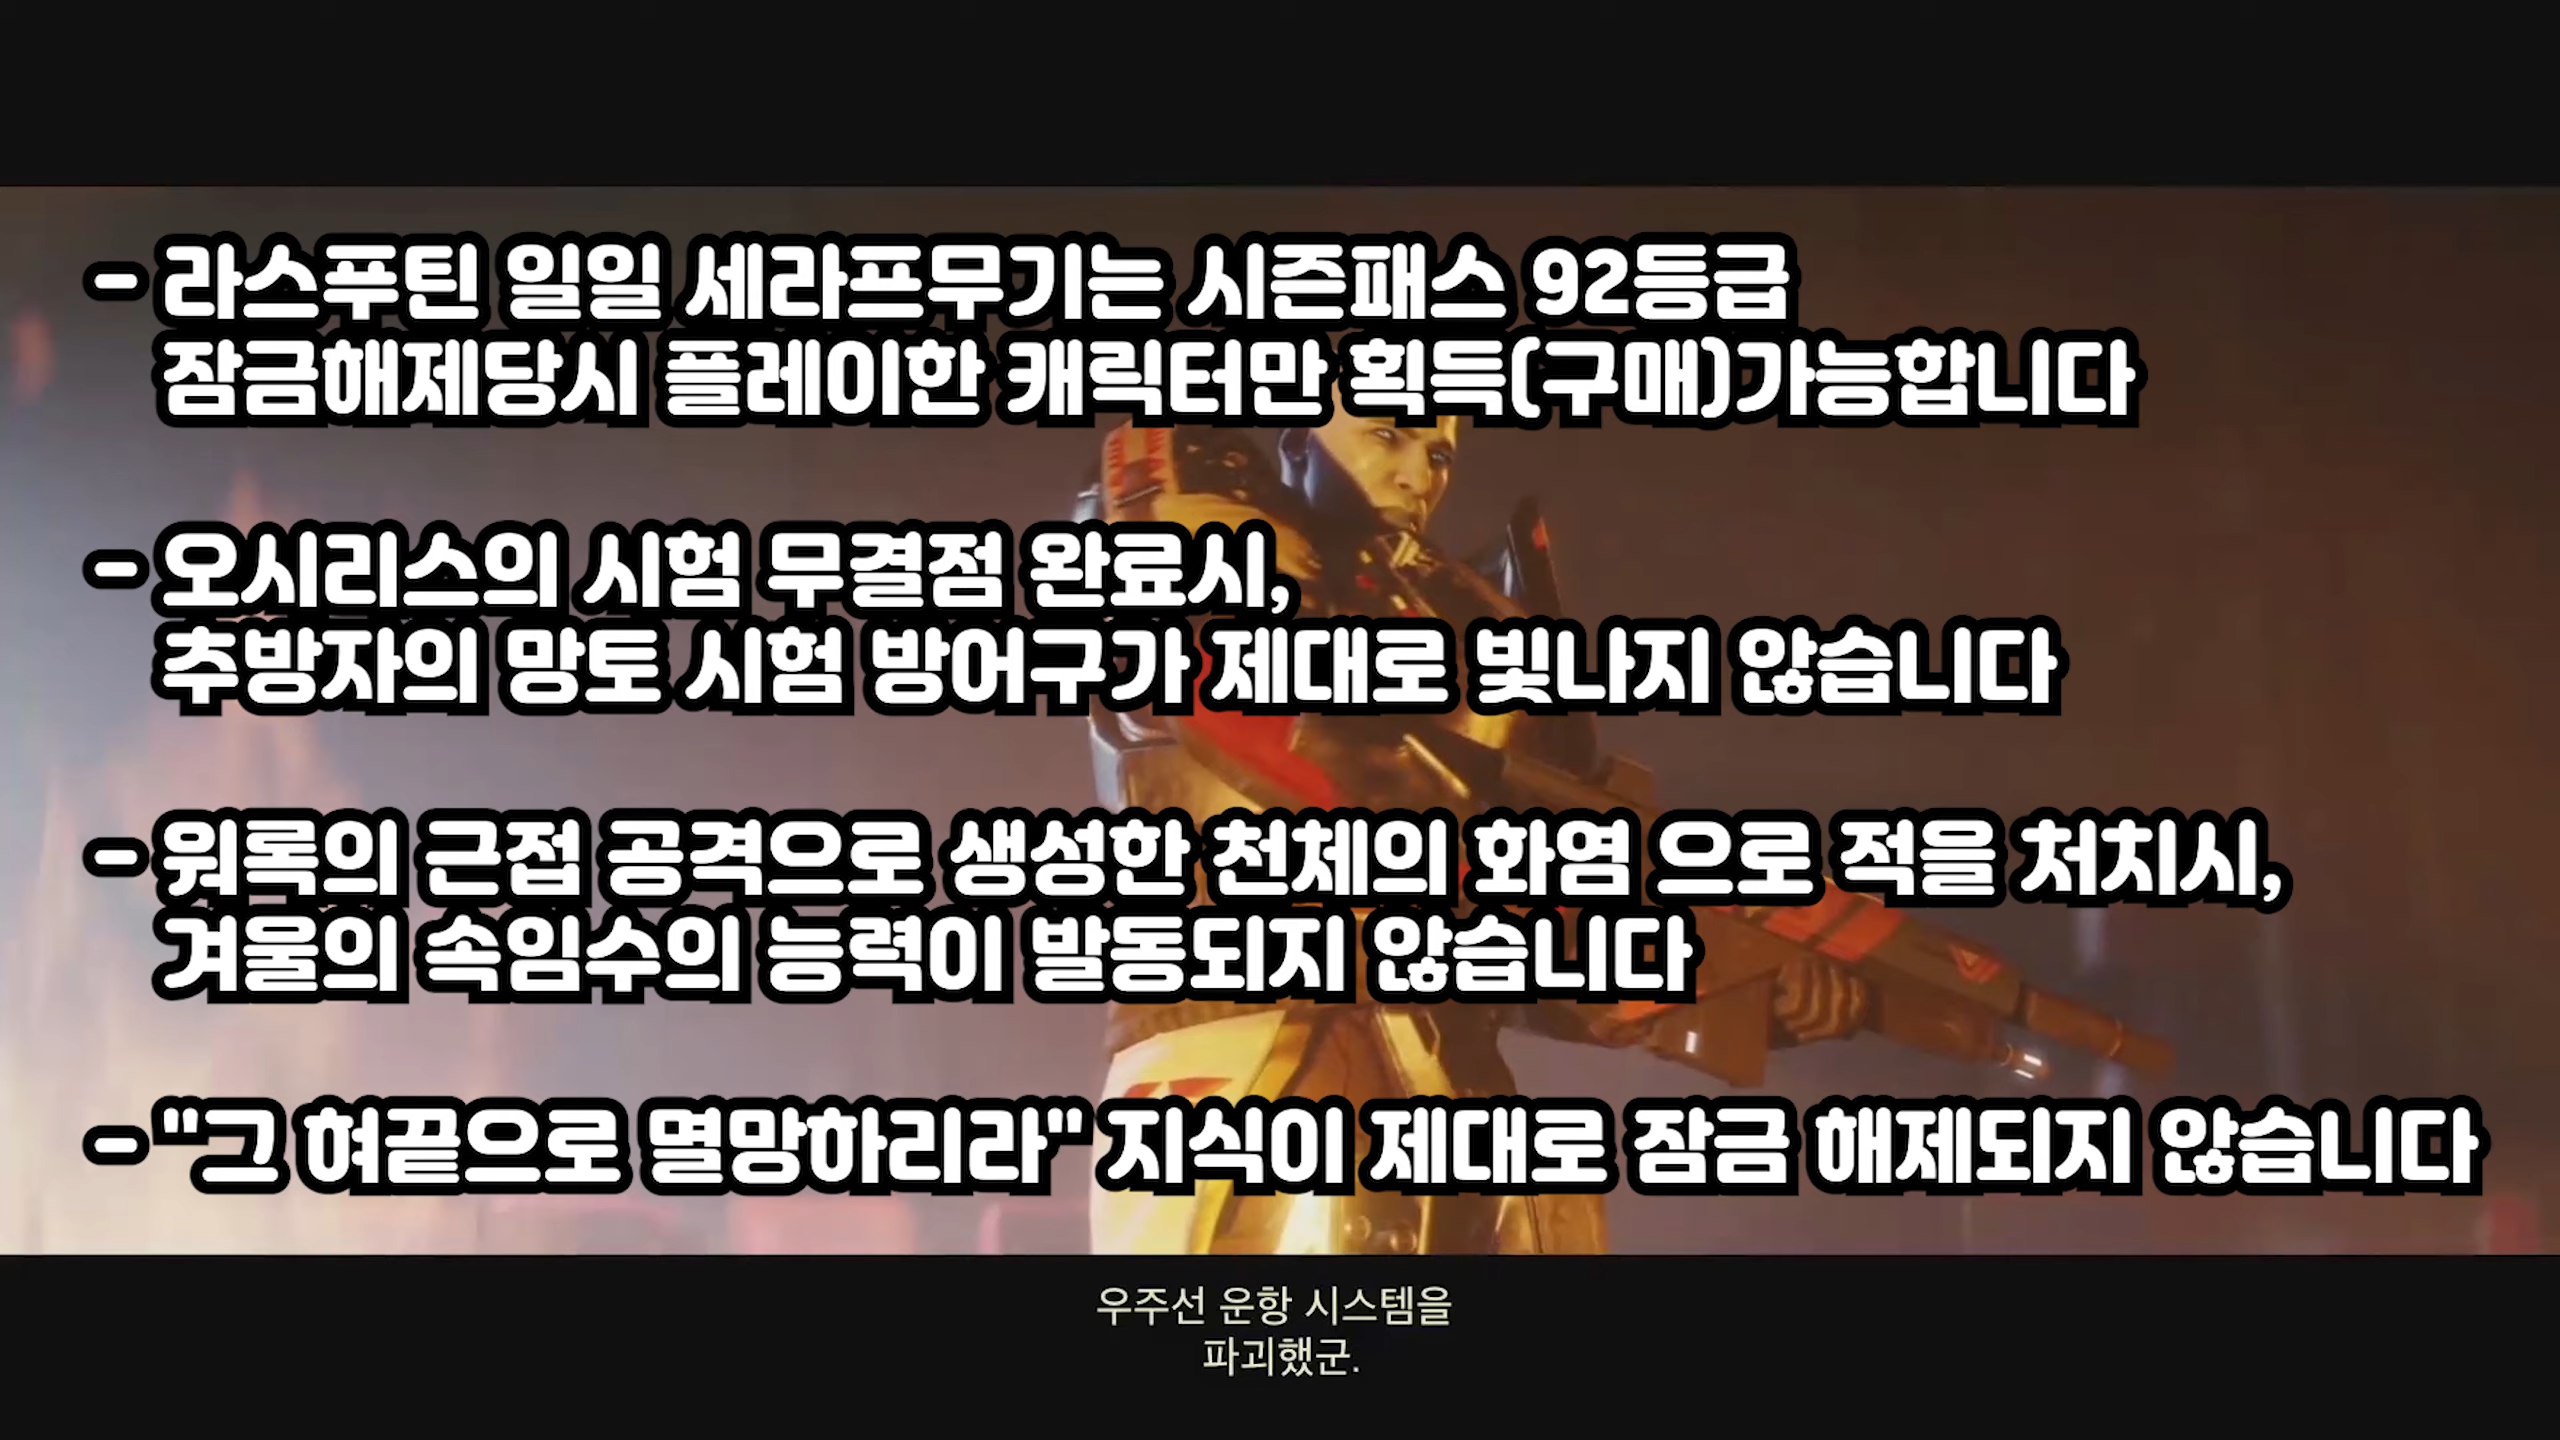 - 라스푸틴 일일 세라프무기는 시즌패스 92등급
잠금해제당시 플레이한 캐릭터만 획득(구매)가능합니다
- 오시리스의 시험 무결점 완료시,
추방자의 망토 시험 방어구가 제대로 빛나지 않습니다
- 워록의 근접 공격으로 생성한 천체의 화염 으로 적을 처치시,
겨울의 속임수의 능력이 발동되지 않습니다
- "그 혀끝으로 멸망하리라" 지식이 제대로 잠금 해제되지 않습니다
우주선 운항 시스템을
파괴했군.